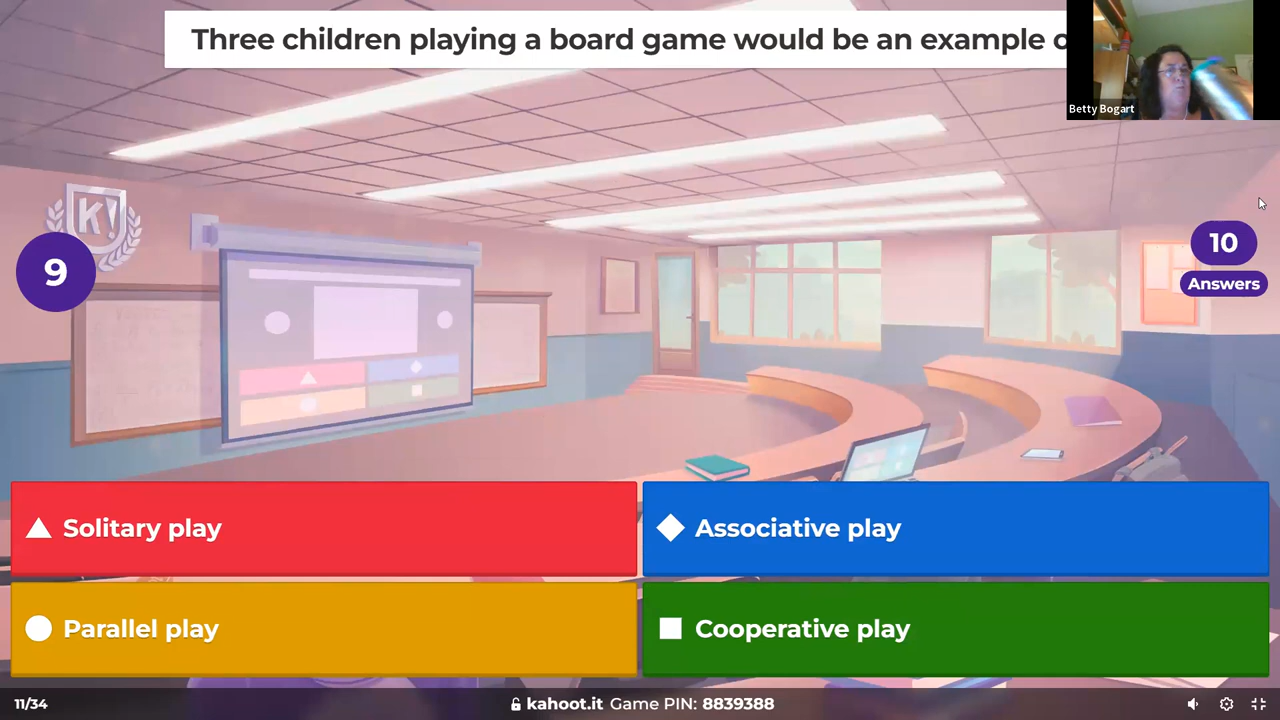 Three children playing a board game would be an example
Betty Bogart
K!
9
10
Answers
Solitary play
Associative play
Parallel play
Cooperative play
11/34
kahoot.it Game PIN: 8839388